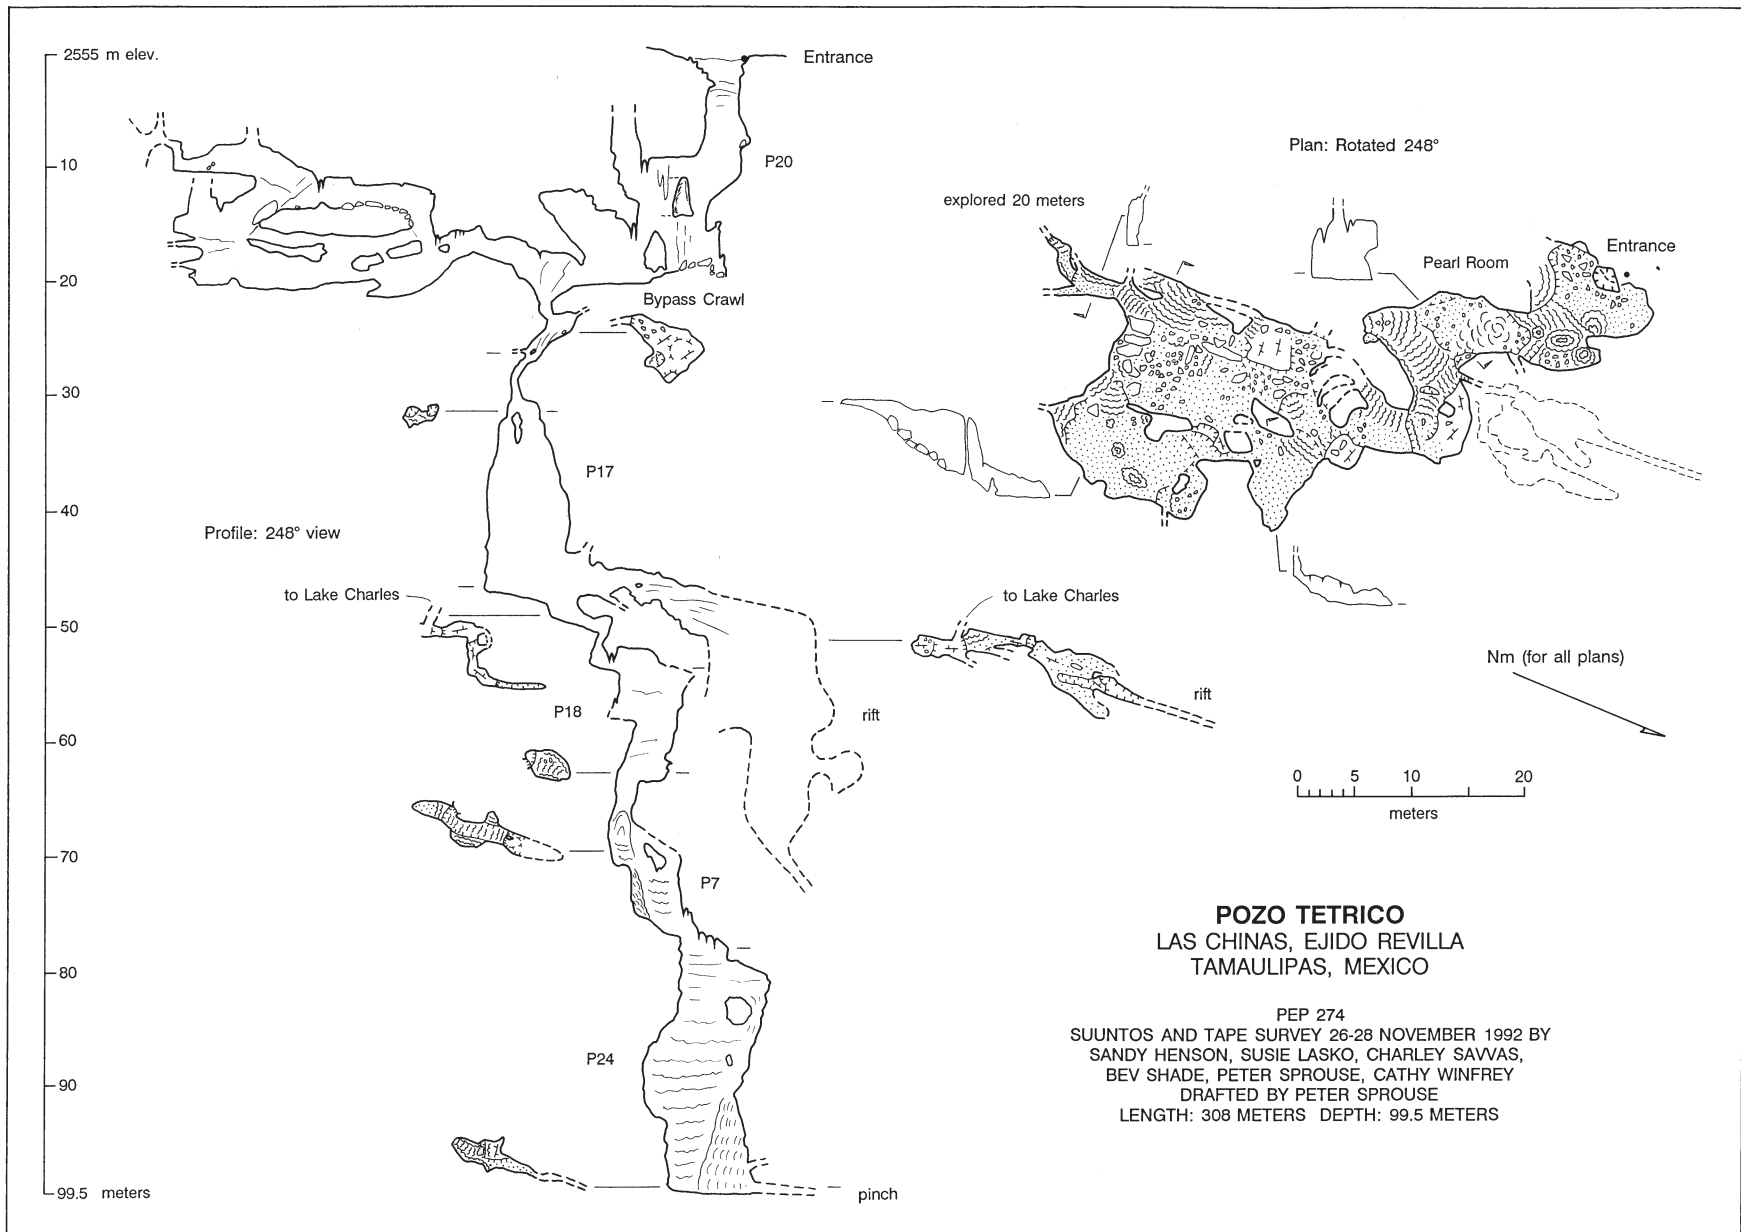 2555 m elev.
Entrance
P20
10
20
30
40
50
60
70
80
90
99.5 meters
Bypass Crawl
P17
Profile: 248° view
to Lake Charles
P18
rift
P7
P24
pinch
Plan: Rotated 248°
explored 20 meters
Pearl Room
Entrance
to Lake Charles
rift
Nm (for all plans)
0 5 10 20
meters
POZO TETRICO
LAS CHINAS, EJIDO REVILLA
TAMAULIPAS, MEXICO
PEP 274
SUUNTOS AND TAPE SURVEY 26-28 NOVEMBER 1992 BY
SANDY HENSON, SUSIE LASKO, CHARLEY SAVVAS,
BEV SHADE, PETER SPROUSE, CATHY WINFREY
DRAFTED BY PETER SPROUSE
LENGTH: 308 METERS DEPTH: 99.5 METERS